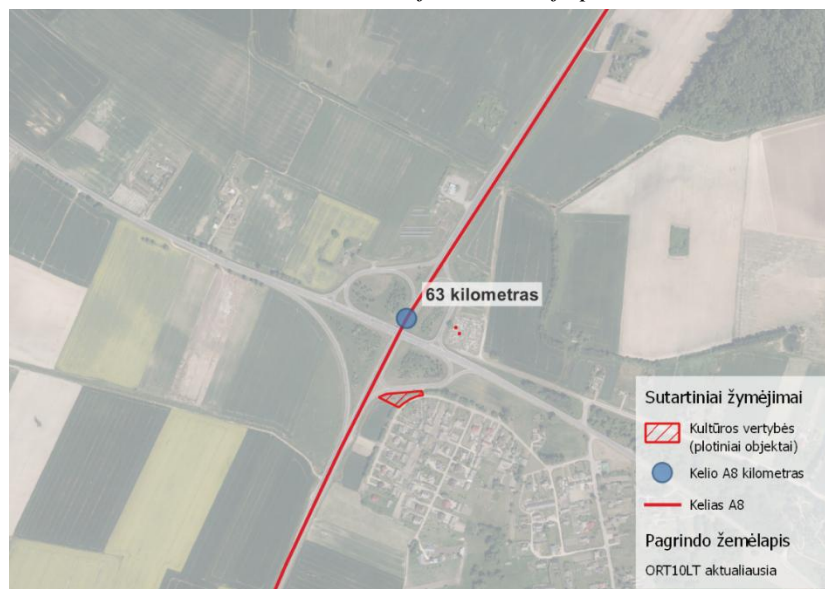 63 kilometras
Sutartiniai žymėjimai
Kultūros vertybės
(plotiniai objektai)
Kelio A8 kilometras
Kelias A8
Pagrindo žemėlapis
ORT10LT aktualiausia